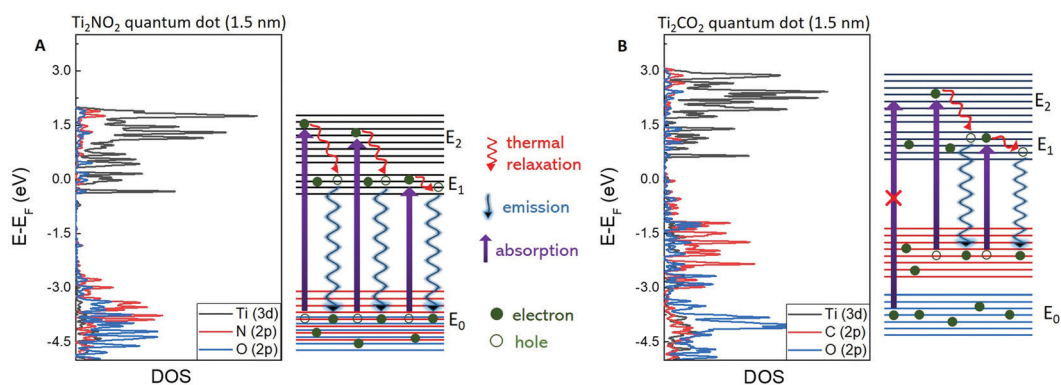 Ti₂NO₂ quantum dot (1.5 nm)
A
3.0
1.5
0.0
-1.5
-3.0
-4.5
E-E_F (eV)
DOS
Ti (3d)
N (2p)
O (2p)
E₂
E₁
E₀
thermal
relaxation
emission
absorption
electron
hole
Ti₂CO₂ quantum dot (1.5 nm)
B
3.0
1.5
0.0
-1.5
-3.0
-4.5
E-E_F (eV)
DOS
Ti (3d)
C (2p)
O (2p)
E₂
E₁
E₀